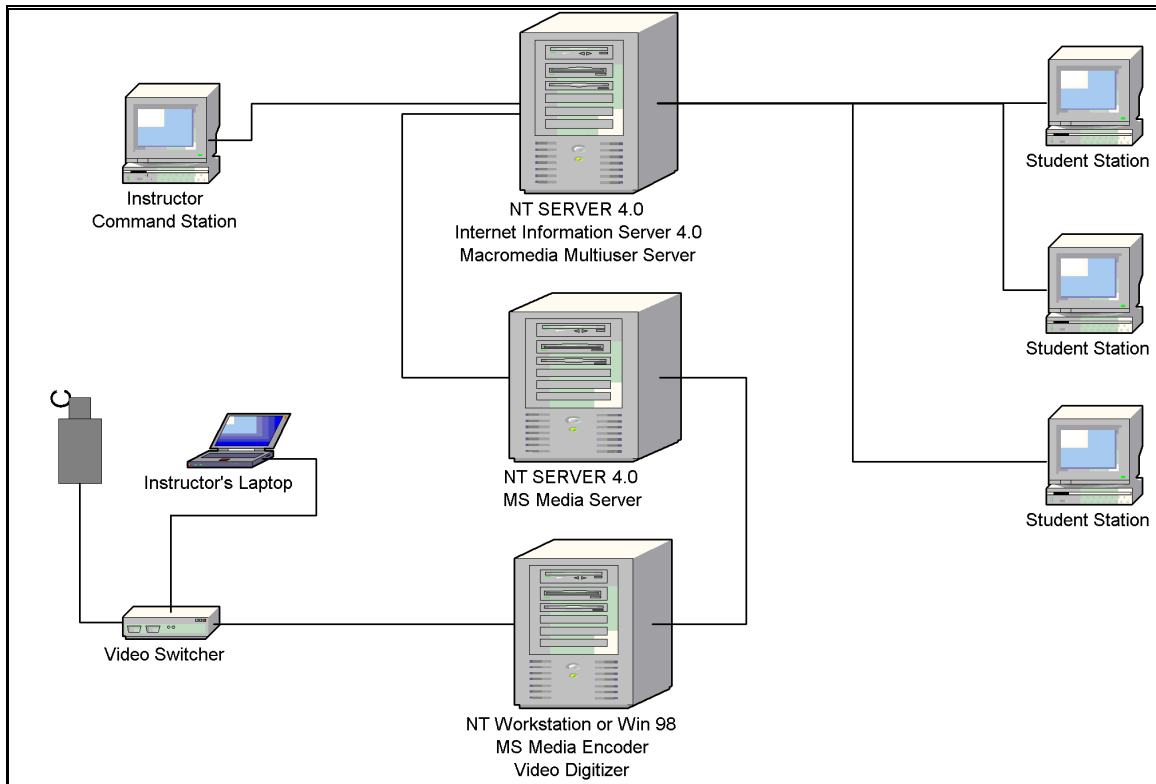 Instructor
Command Station
NT SERVER 4.0
Internet Information Server 4.0
Macromedia Multiuser Server
Student Station
Student Station
Student Station
NT SERVER 4.0
MS Media Server
Instructor's Laptop
Video Switcher
NT Workstation or Win 98
MS Media Encoder
Video Digitizer